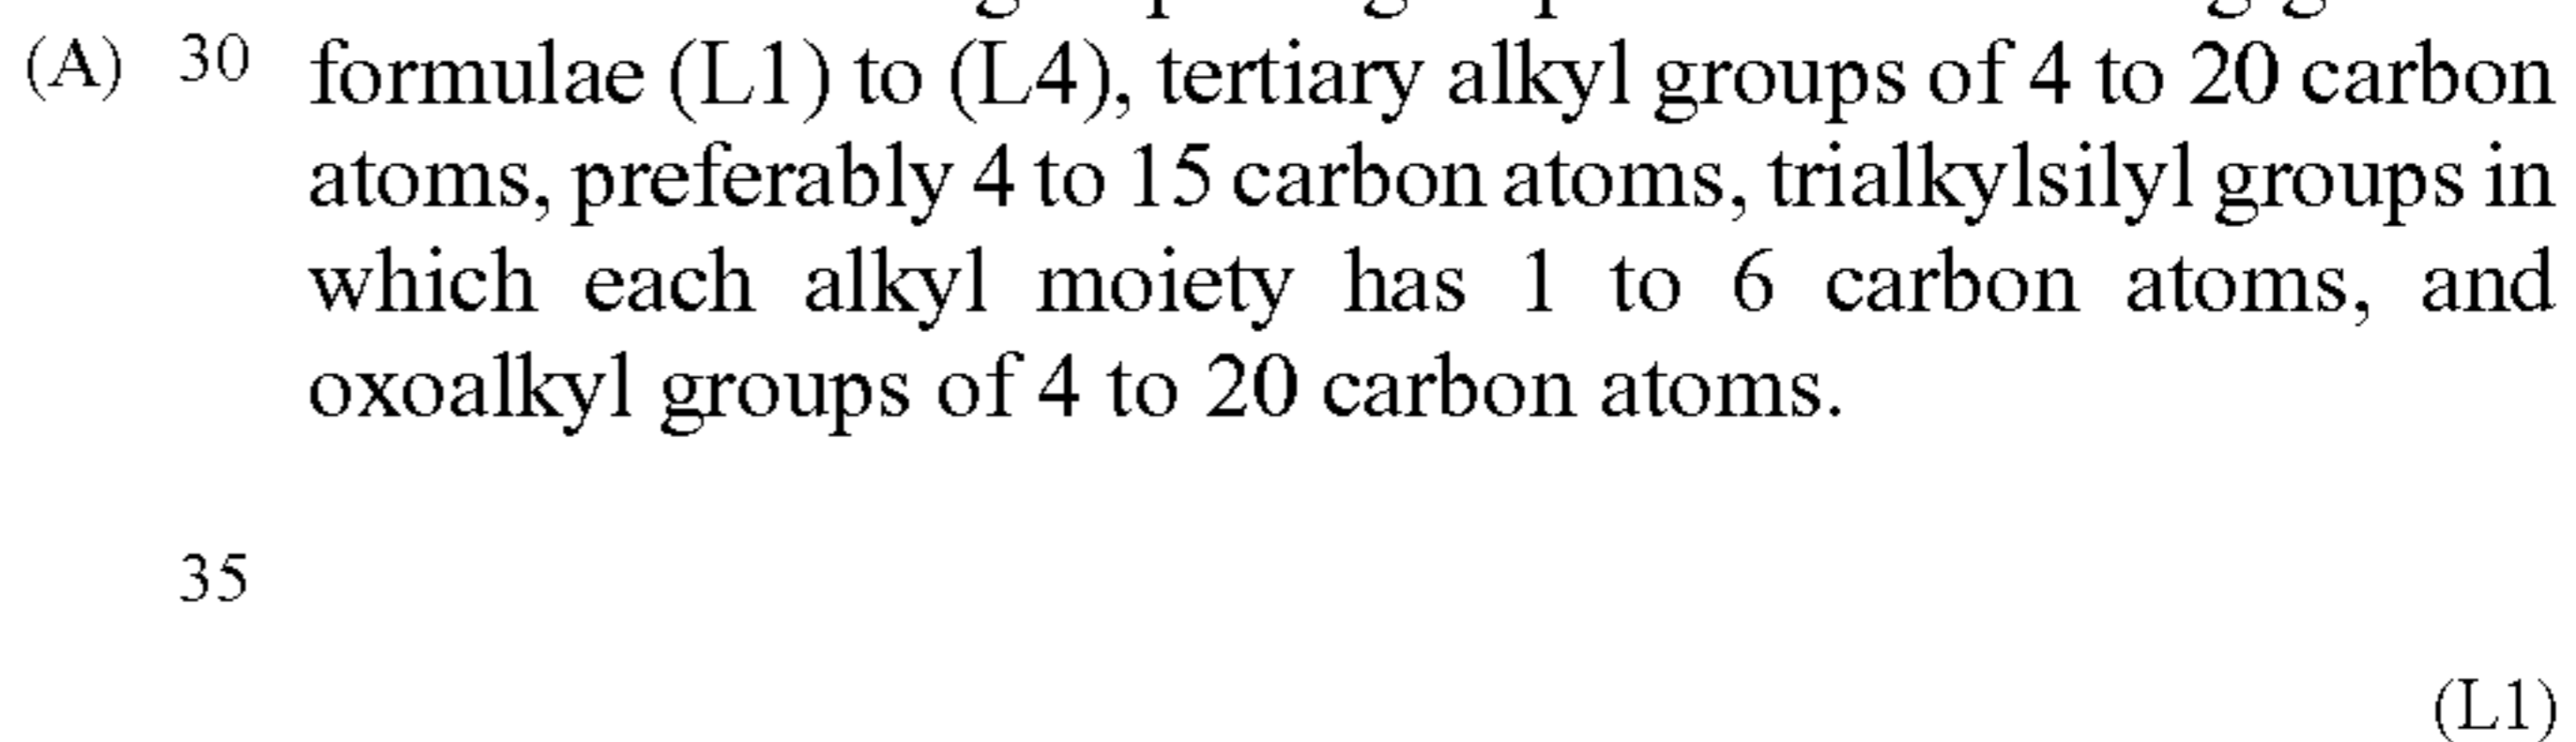 (A) 30 formulae (L1) to (L4), tertiary alkyl groups of 4 to 20 carbon
atoms, preferably 4 to 15 carbon atoms, trialkylsilyl groups in
which each alkyl moiety has 1 to 6 carbon atoms, and
oxoalkyl groups of 4 to 20 carbon atoms.
35
(L1)